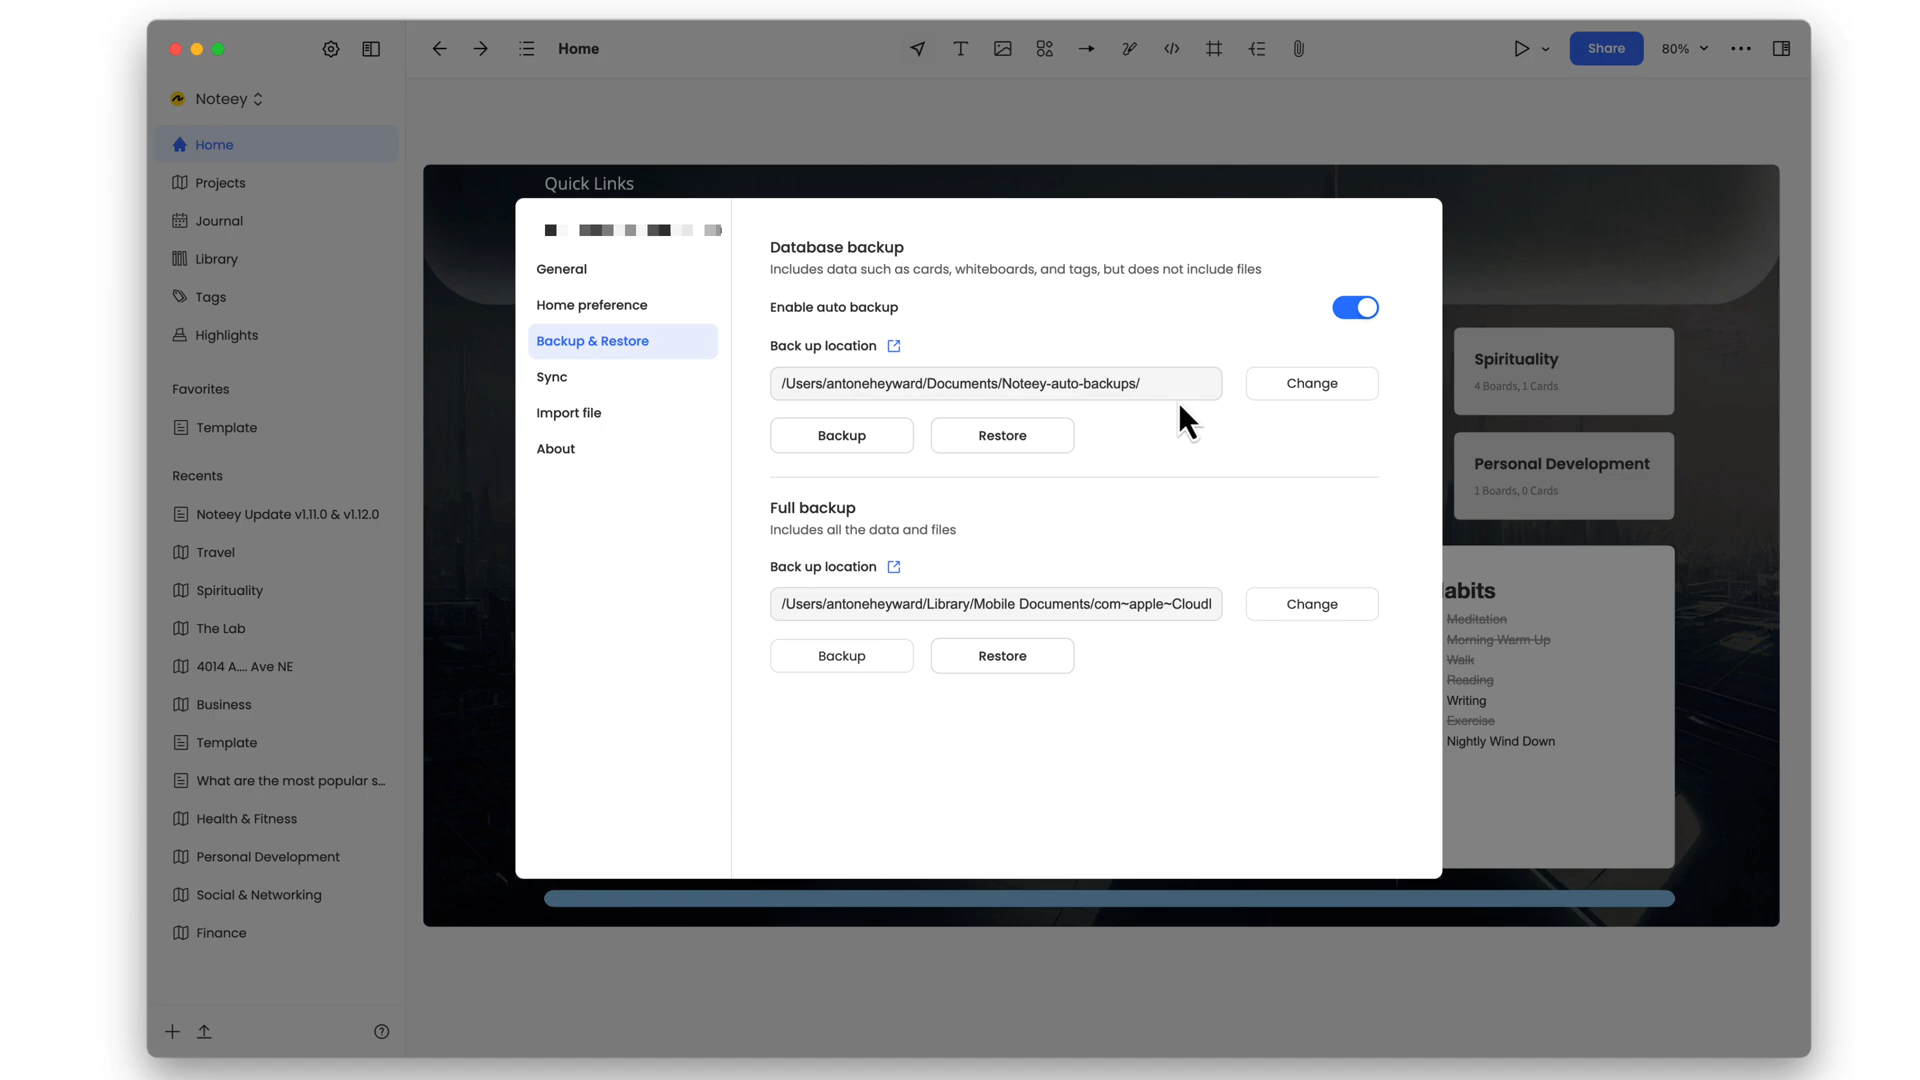 Home
Share
80%
Noteey
Home
Projects
Journal
Library
Tags
Highlights
Favorites
Template
Recents
Noteey Update v1.11.0 & v1.12.0
Travel
Spirituality
The Lab
4014 A.... Ave NE
Business
Template
What are the most popular s...
Health & Fitness
Personal Development
Social & Networking
Finance
Quick Links
General
Home preference
Backup & Restore
Sync
Import file
About
Database backup
Includes data such as cards, whiteboards, and tags, but does not include files
Enable auto backup
Back up location
/Users/antoneheyward/Documents/Noteey-auto-backups/
Change
Backup
Restore
Full backup
Includes all the data and files
Back up location
/Users/antoneheyward/Library/Mobile Documents/com~apple~Cloudl
Change
Backup
Restore
Spirituality
4 Boards, 1 Cards
Personal Development
1 Boards, 0 Cards
abits
Meditation
Morning Warm Up
Walk
Reading
Writing
Exercise
Nightly Wind Down